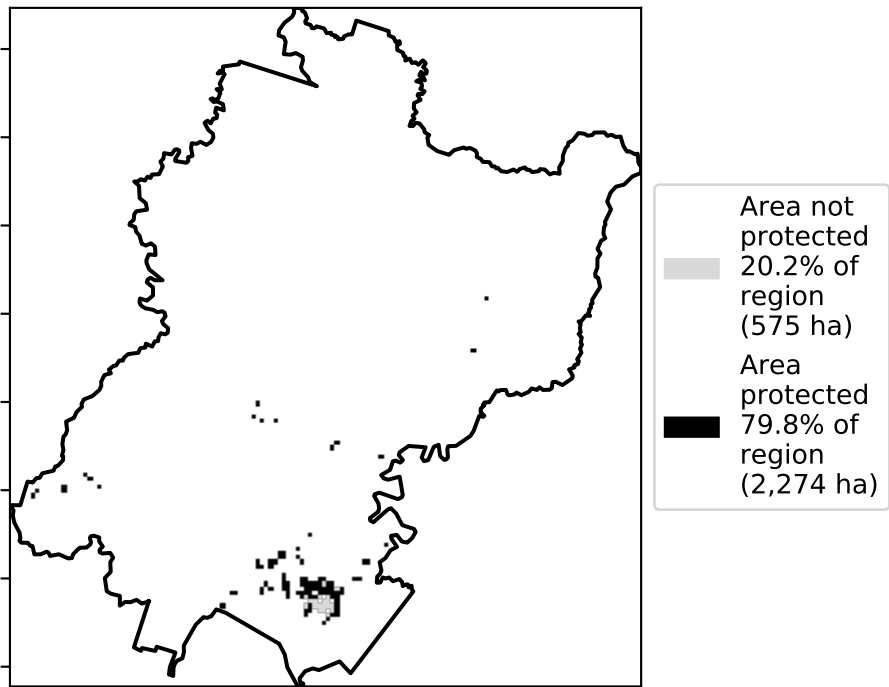 Area not
protected
20.2% of
region
(575 ha)
Area
protected
79.8% of
region
(2,274 ha)